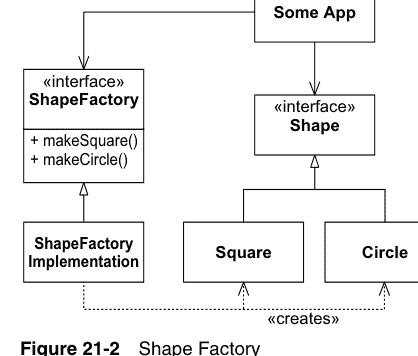 Some App
«interface»
ShapeFactory
+ makeSquare()
+ makeCircle()
«interface»
Shape
ShapeFactory
Implementation
Square
Circle
«creates»
Figure 21-2 Shape Factory